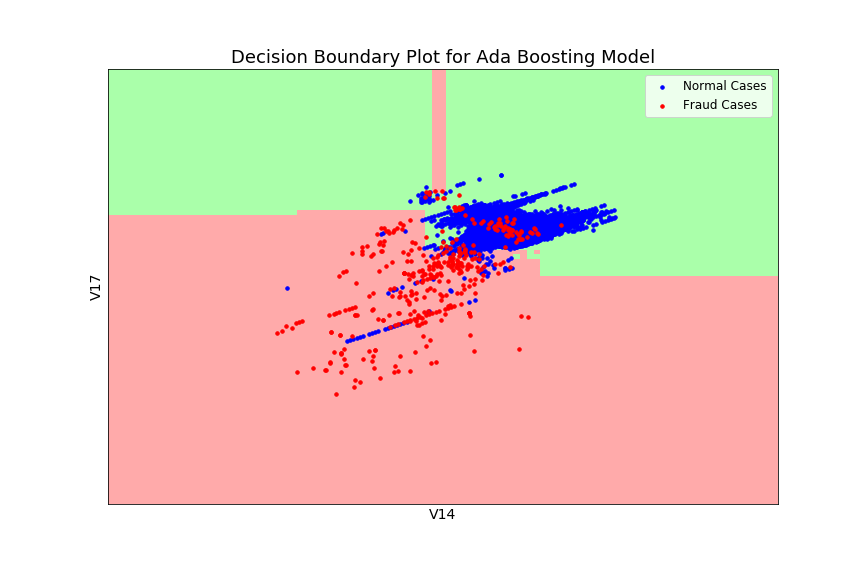 Decision Boundary Plot for Ada Boosting Model
Normal Cases
Fraud Cases
V17
V14